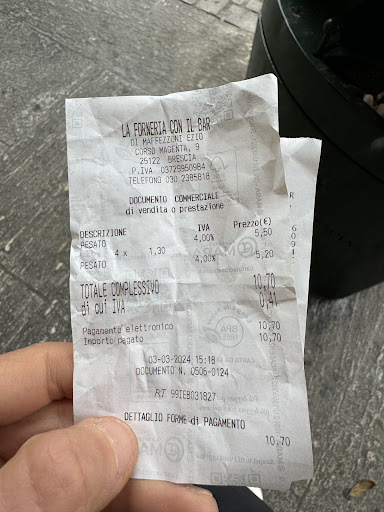 LA FORNERIA CON IL BAR
DI MAFFEZZONI EZIO
CORSO MAGENTA, 9
25122 BRESCIA
P.IVA 03725950984
TELEFONO 030 2385818
DOCUMENTO COMMERCIALE
di vendita o prestazione
DESCRIZIONE IVA Prezzo(€)
PESATO 4,00% 5,50
4 x 1,30
PESATO 4,00% 5,20
TOTALE COMPLESSIVO 10,70
di cui IVA 0,41
Pagamento elettronico 10,70
Importo pagato 10,70
03-03-2024 15:18
DOCUMENTO N. 0506-0124
RT 99IEB031827
DETTAGLIO FORME di PAGAMENTO
10,70